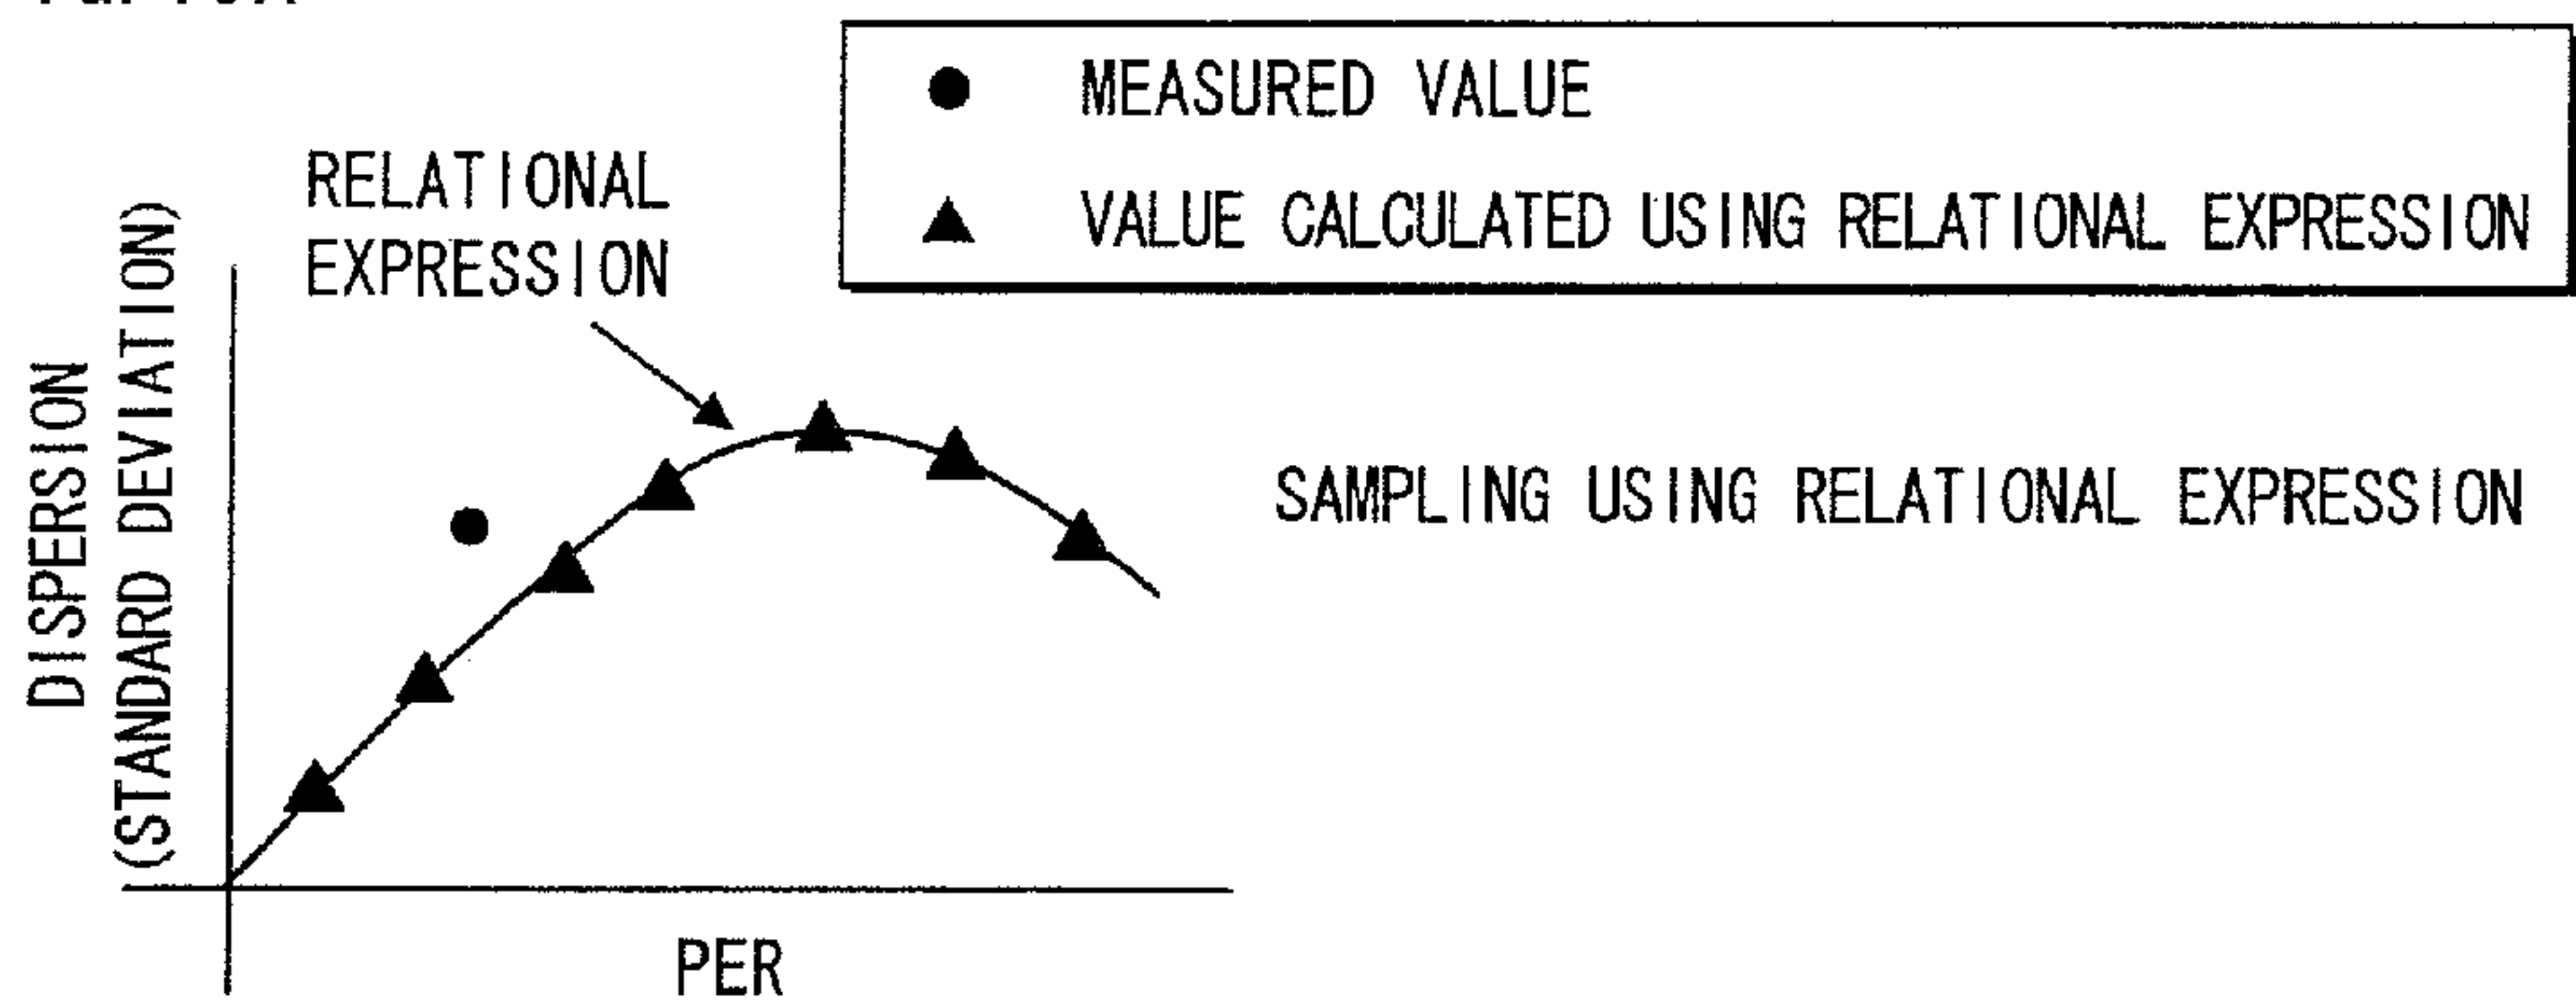 MEASURED VALUE
VALUE CALCULATED USING RELATIONAL EXPRESSION
RELATIONAL
EXPRESSION
DISPERSION
(STANDARD DEVIATION)
SAMPLING USING RELATIONAL EXPRESSION
PER